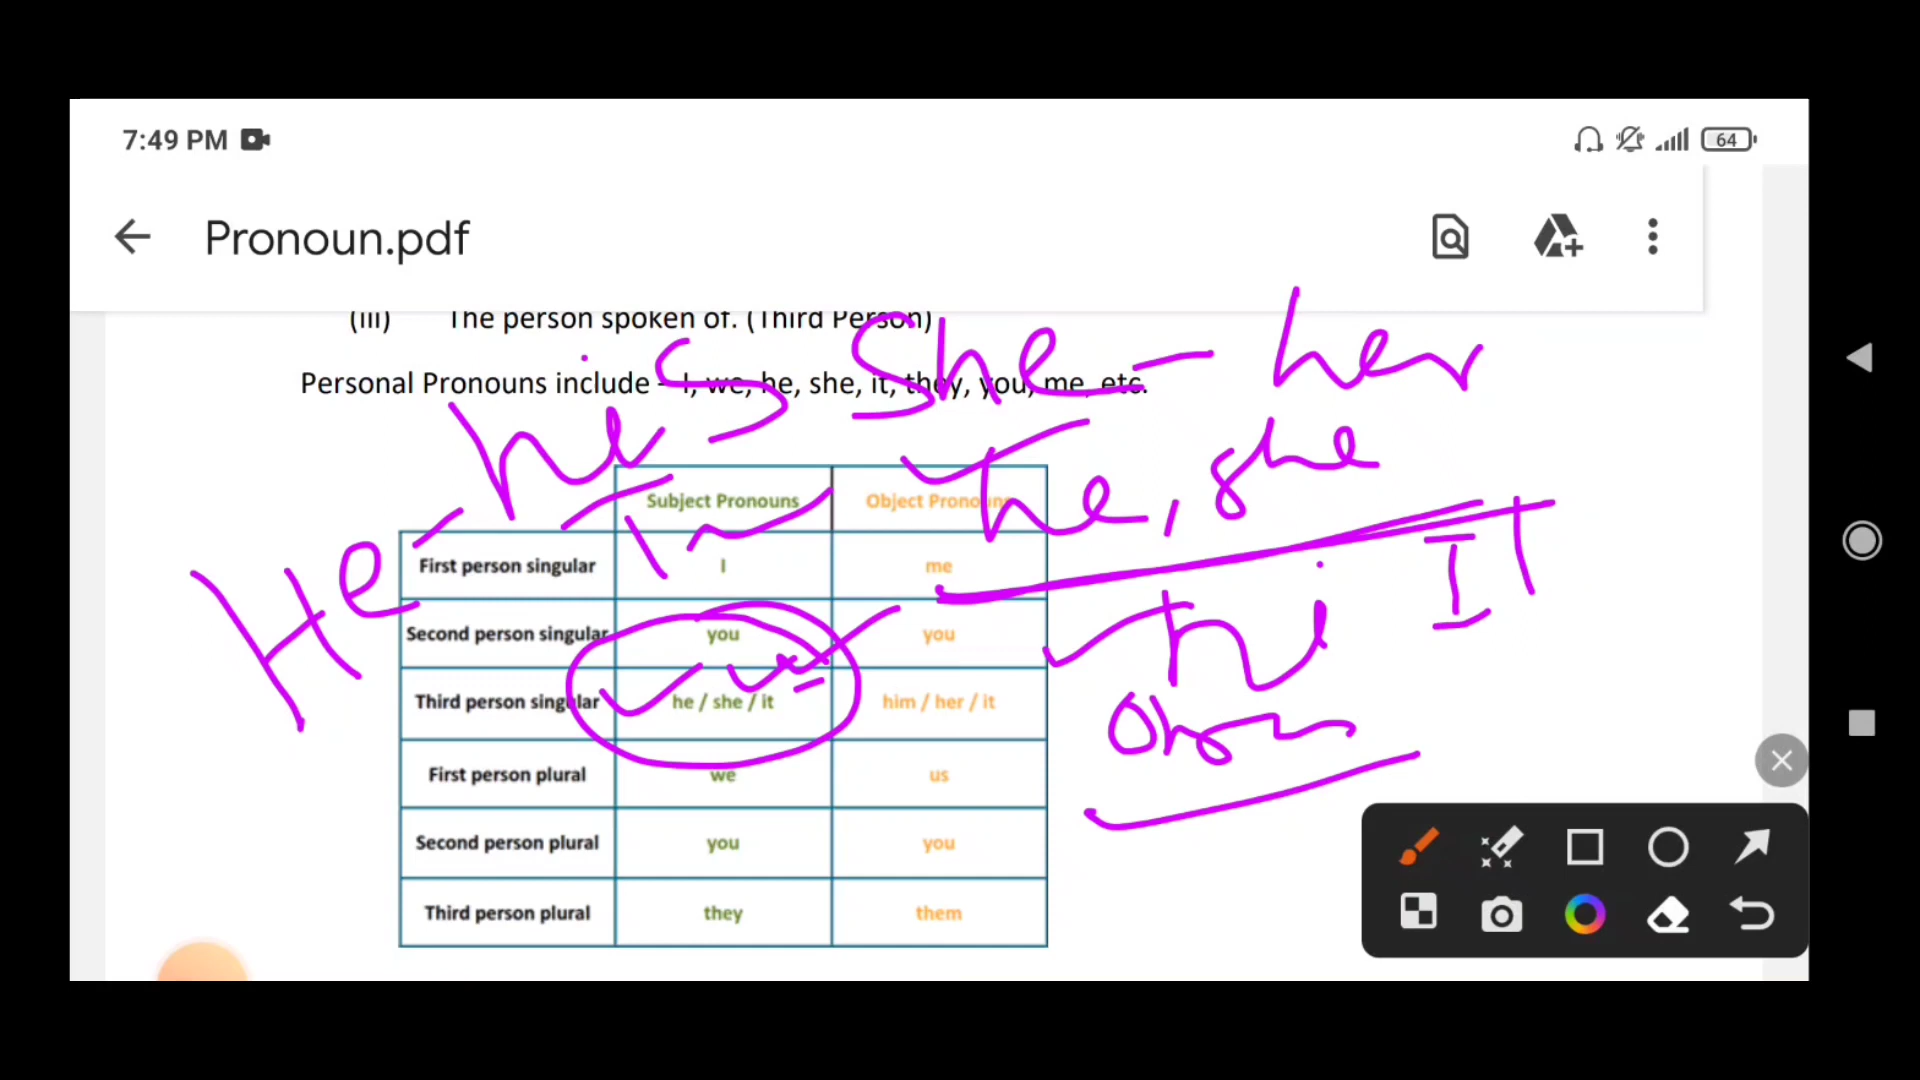 7:49 PM 64
Pronoun.pdf
(iii) The person spoken of. (Third Person)
Personal Pronouns include – I, we, he, she, it, they, you, me, etc.
She – her
he, she
He – his
It
Subject Pronouns Object Pronouns
First person singular I me
Second person singular you you
Third person singular he / she / it him / her / it
First person plural we us
Second person plural you you
Third person plural they them